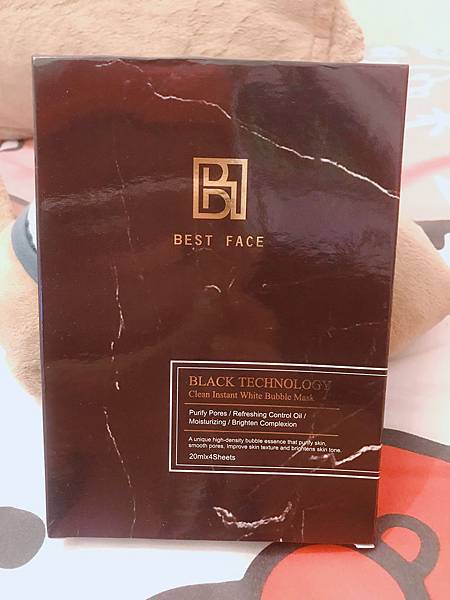 BEST FACE
BLACK TECHNOLOGY
Clean Instant White Bubble Mask
Purify Pores / Refreshing Control Oil /
Moisturizing / Brighten Complexion
A unique high-density bubble essence that purify skin,
smooth pores, improve skin texture and brightens skin tone.
20mlx4Sheets